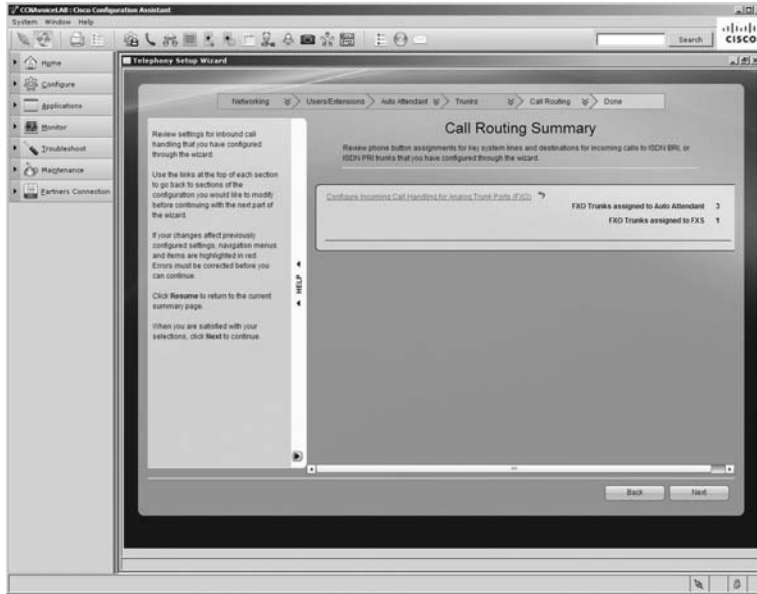 CCNAvoiceLAB : Cisco Configuration Assistant
System Window Help
Search
CISCO
Home
Configure
Applications
Monitor
Troubleshoot
Maintenance
Partners Connection
Telephony Setup Wizard
Networking Users/Extensions Auto Attendant Trunks Call Routing Done
Review settings for inbound call
handling that you have configured
through the wizard.
Use the links at the top of each section
to go back to sections of the
configuration you would like to modify
before continuing with the next part of
the wizard.
If your changes affect previously
configured settings, navigation menus
and items are highlighted in red.
Errors must be corrected before you
can continue.
Click Resume to return to the current
summary page.
When you are satisfied with your
selections, click Next to continue.
HELP
Call Routing Summary
Review phone button assignments for key system lines and destinations for incoming calls to ISDN BRI, or
ISDN PRI trunks that you have configured through the wizard.
Configure Incoming Call Handling for Analog Trunk Ports (FXO)
FXO Trunks assigned to Auto Attendant 3
FXO Trunks assigned to FXS 1
Back Next